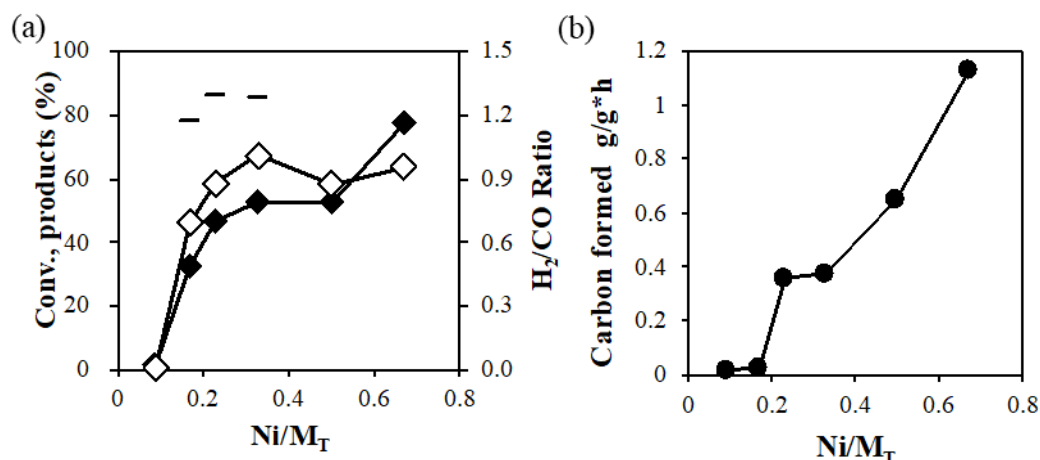 (a)
100
80
60
40
20
0
Conv., products (%)
1.5
1.2
0.9
0.6
0.3
0.0
H₂/CO Ratio
0 0.2 0.4 0.6 0.8
Ni/M_T
(b)
1.2
1
0.8
0.6
0.4
0.2
0
Carbon formed g/g*h
0 0.2 0.4 0.6 0.8
Ni/M_T